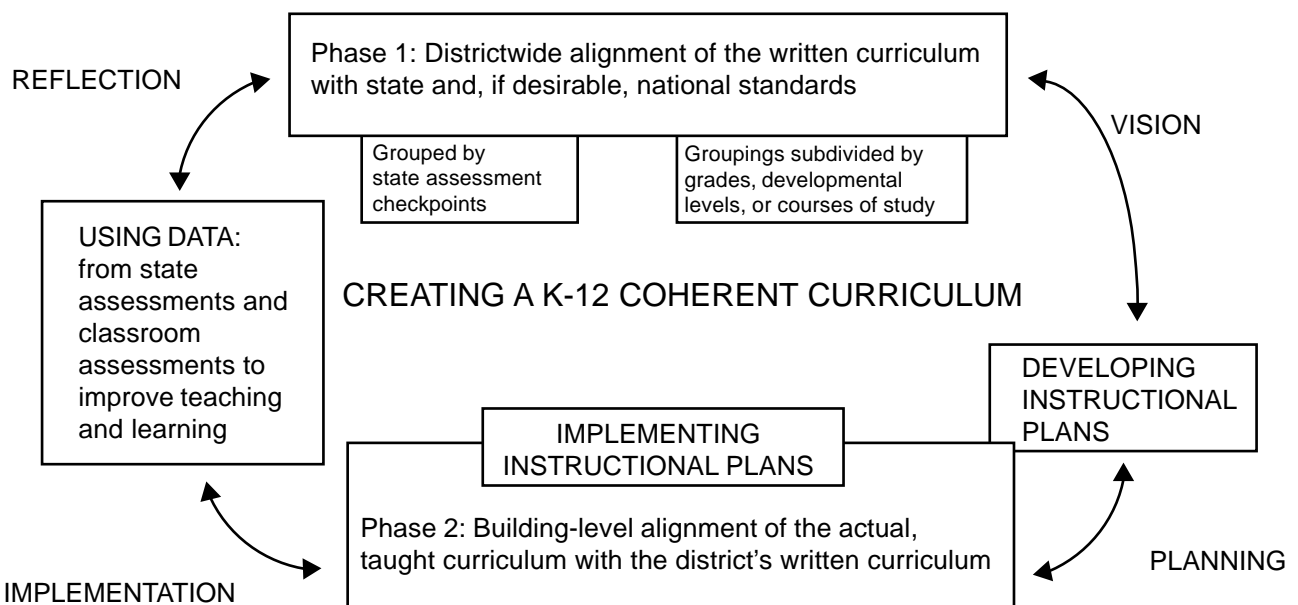 Phase 1: Districtwide alignment of the written curriculum
with state and, if desirable, national standards
REFLECTION
VISION
Grouped by
state assessment
checkpoints
Groupings subdivided by
grades, developmental
levels, or courses of study
USING DATA:
from state
assessments and
classroom
assessments to
improve teaching
and learning
CREATING A K-12 COHERENT CURRICULUM
DEVELOPING
INSTRUCTIONAL
PLANS
IMPLEMENTING
INSTRUCTIONAL PLANS
Phase 2: Building-level alignment of the actual,
taught curriculum with the district’s written curriculum
PLANNING
IMPLEMENTATION